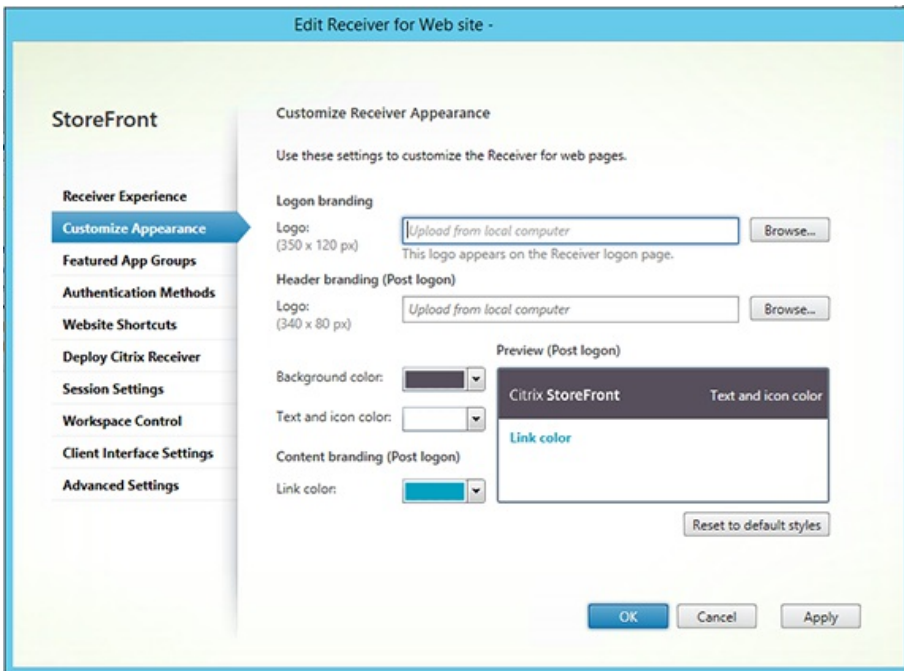 Edit Receiver for Web site -
StoreFront
Receiver Experience
Customize Appearance
Featured App Groups
Authentication Methods
Website Shortcuts
Deploy Citrix Receiver
Session Settings
Workspace Control
Client Interface Settings
Advanced Settings
Customize Receiver Appearance
Use these settings to customize the Receiver for web pages.
Logon branding
Logo:
(350 x 120 px)
Upload from local computer
Browse...
This logo appears on the Receiver logon page.
Header branding (Post logon)
Logo:
(340 x 80 px)
Upload from local computer
Browse...
Background color:
Text and icon color:
Content branding (Post logon)
Link color:
Preview (Post logon)
Citrix StoreFront
Text and icon color
Link color
Reset to default styles
OK
Cancel
Apply